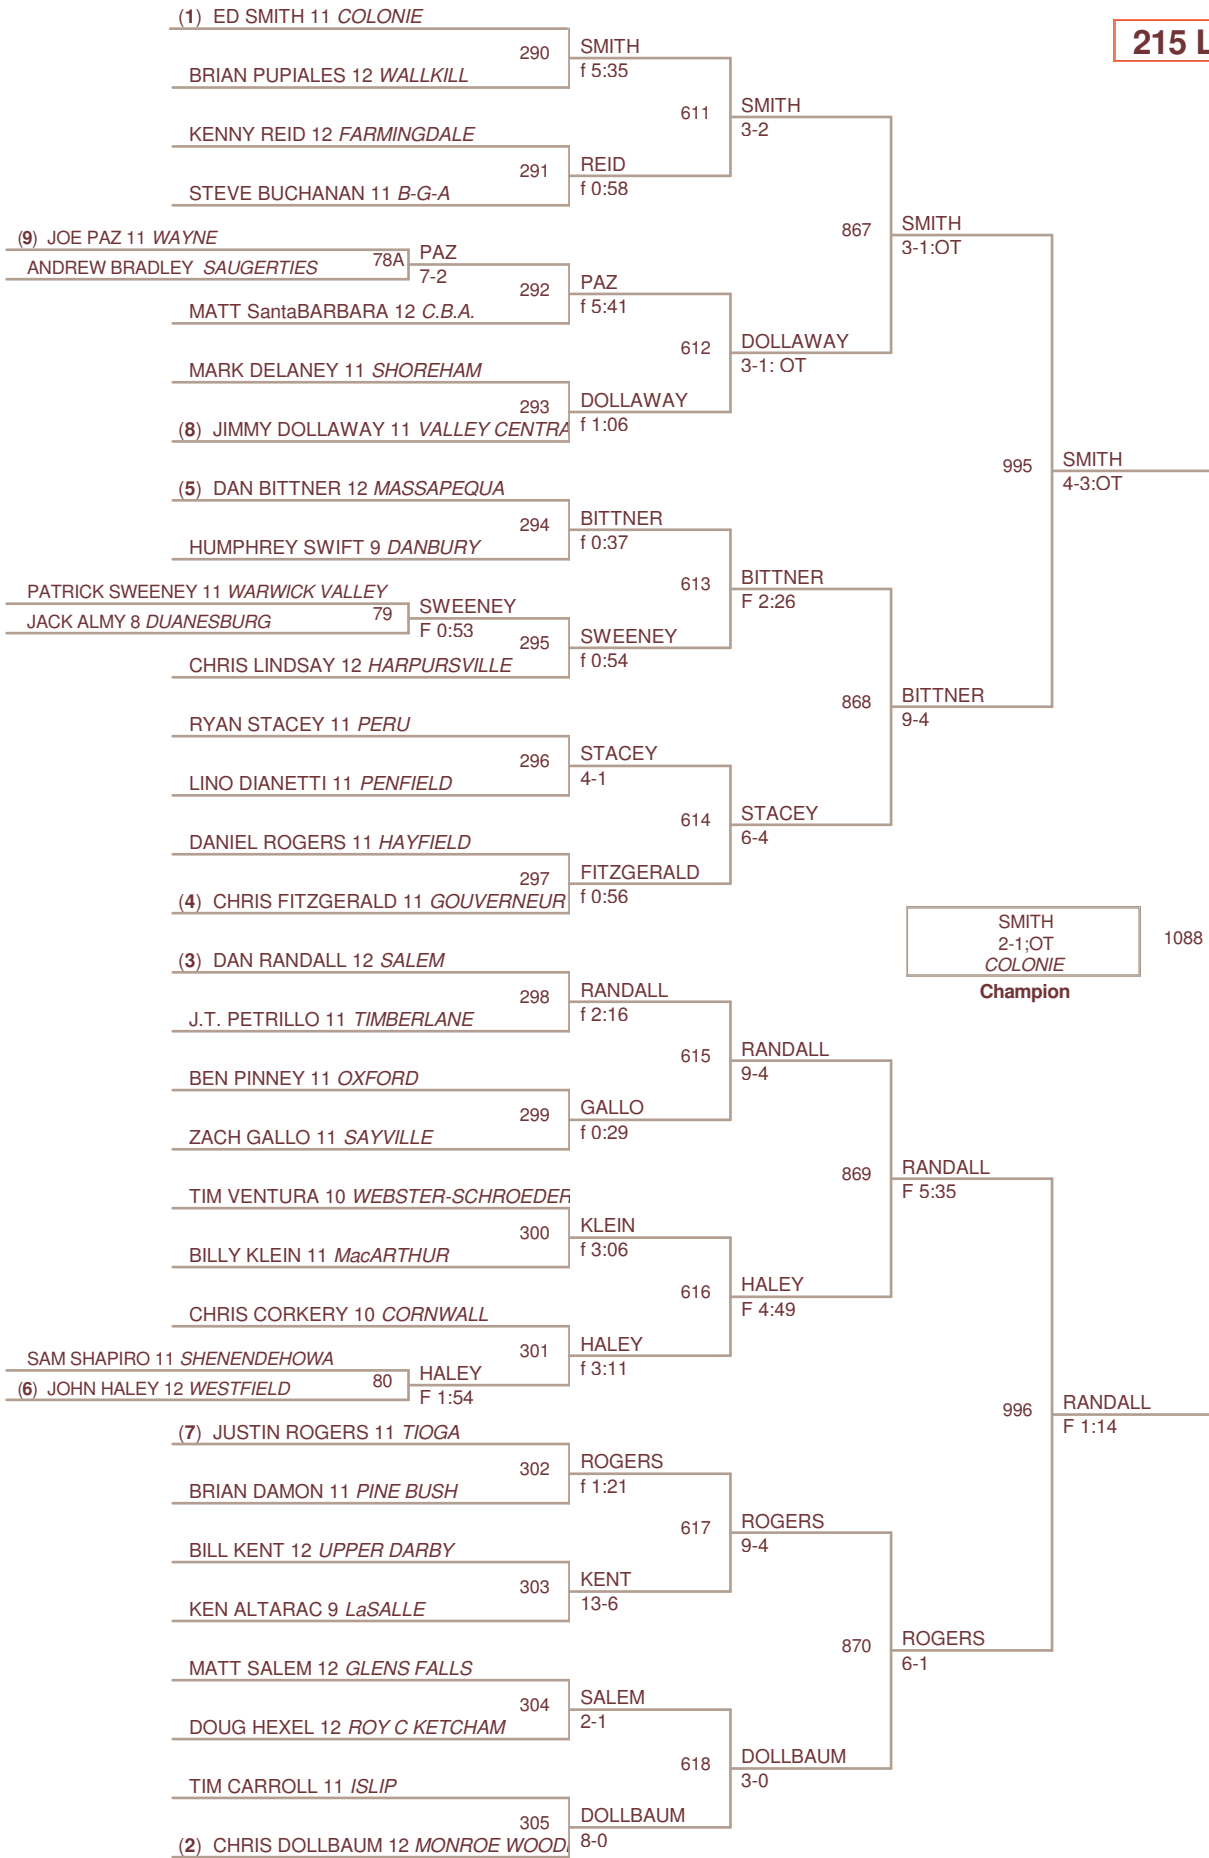 (1) ED SMITH 11 COLONIE
215 L
290
SMITH
f 5:35
BRIAN PUPIALES 12 WALLKILL
611
SMITH
3-2
KENNY REID 12 FARMINGDALE
291
REID
f 0:58
STEVE BUCHANAN 11 B-G-A
867
SMITH
3-1:OT
(9) JOE PAZ 11 WAYNE
78A
PAZ
7-2
ANDREW BRADLEY SAUGERTIES
292
PAZ
f 5:41
MATT SantaBARBARA 12 C.B.A.
612
DOLLAWAY
3-1: OT
MARK DELANEY 11 SHOREHAM
293
DOLLAWAY
f 1:06
(8) JIMMY DOLLAWAY 11 VALLEY CENTRA
995
SMITH
4-3:OT
(5) DAN BITTNER 12 MASSAPEQUA
294
BITTNER
f 0:37
HUMPHREY SWIFT 9 DANBURY
613
BITTNER
F 2:26
PATRICK SWEENEY 11 WARWICK VALLEY
79
SWEENEY
F 0:53
JACK ALMY 8 DUANESBURG
295
SWEENEY
f 0:54
CHRIS LINDSAY 12 HARPURSVILLE
868
BITTNER
9-4
RYAN STACEY 11 PERU
296
STACEY
4-1
LINO DIANETTI 11 PENFIELD
614
STACEY
6-4
DANIEL ROGERS 11 HAYFIELD
297
FITZGERALD
f 0:56
(4) CHRIS FITZGERALD 11 GOUVERNEUR
SMITH
2-1;OT
COLONIE
Champion
1088
(3) DAN RANDALL 12 SALEM
298
RANDALL
f 2:16
J.T. PETRILLO 11 TIMBERLANE
615
RANDALL
9-4
BEN PINNEY 11 OXFORD
299
GALLO
f 0:29
ZACH GALLO 11 SAYVILLE
869
RANDALL
F 5:35
TIM VENTURA 10 WEBSTER-SCHROEDER
300
KLEIN
f 3:06
BILLY KLEIN 11 MacARTHUR
616
HALEY
F 4:49
CHRIS CORKERY 10 CORNWALL
301
HALEY
f 3:11
SAM SHAPIRO 11 SHENENDEHOWA
80
HALEY
F 1:54
(6) JOHN HALEY 12 WESTFIELD
996
RANDALL
F 1:14
(7) JUSTIN ROGERS 11 TIOGA
302
ROGERS
f 1:21
BRIAN DAMON 11 PINE BUSH
617
ROGERS
9-4
BILL KENT 12 UPPER DARBY
303
KENT
13-6
KEN ALTARAC 9 LaSALLE
870
ROGERS
6-1
MATT SALEM 12 GLENS FALLS
304
SALEM
2-1
DOUG HEXEL 12 ROY C KETCHAM
618
DOLLBAUM
3-0
TIM CARROLL 11 ISLIP
305
DOLLBAUM
8-0
(2) CHRIS DOLLBAUM 12 MONROE WOOD